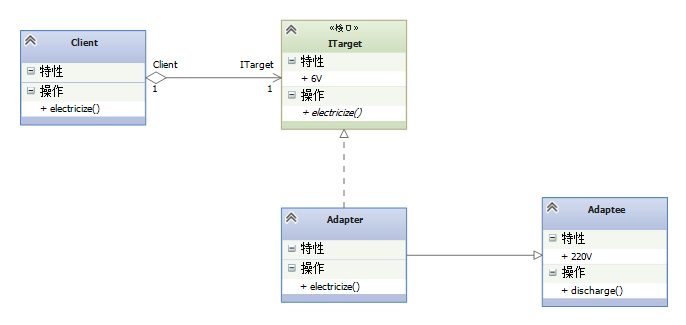 Client
特性
操作
+ electricize()
Client
1
ITarget
1
«接口»
ITarget
特性
+ 6V
操作
+ electricize()
Adapter
特性
操作
+ electricize()
Adaptee
特性
+ 220V
操作
+ discharge()